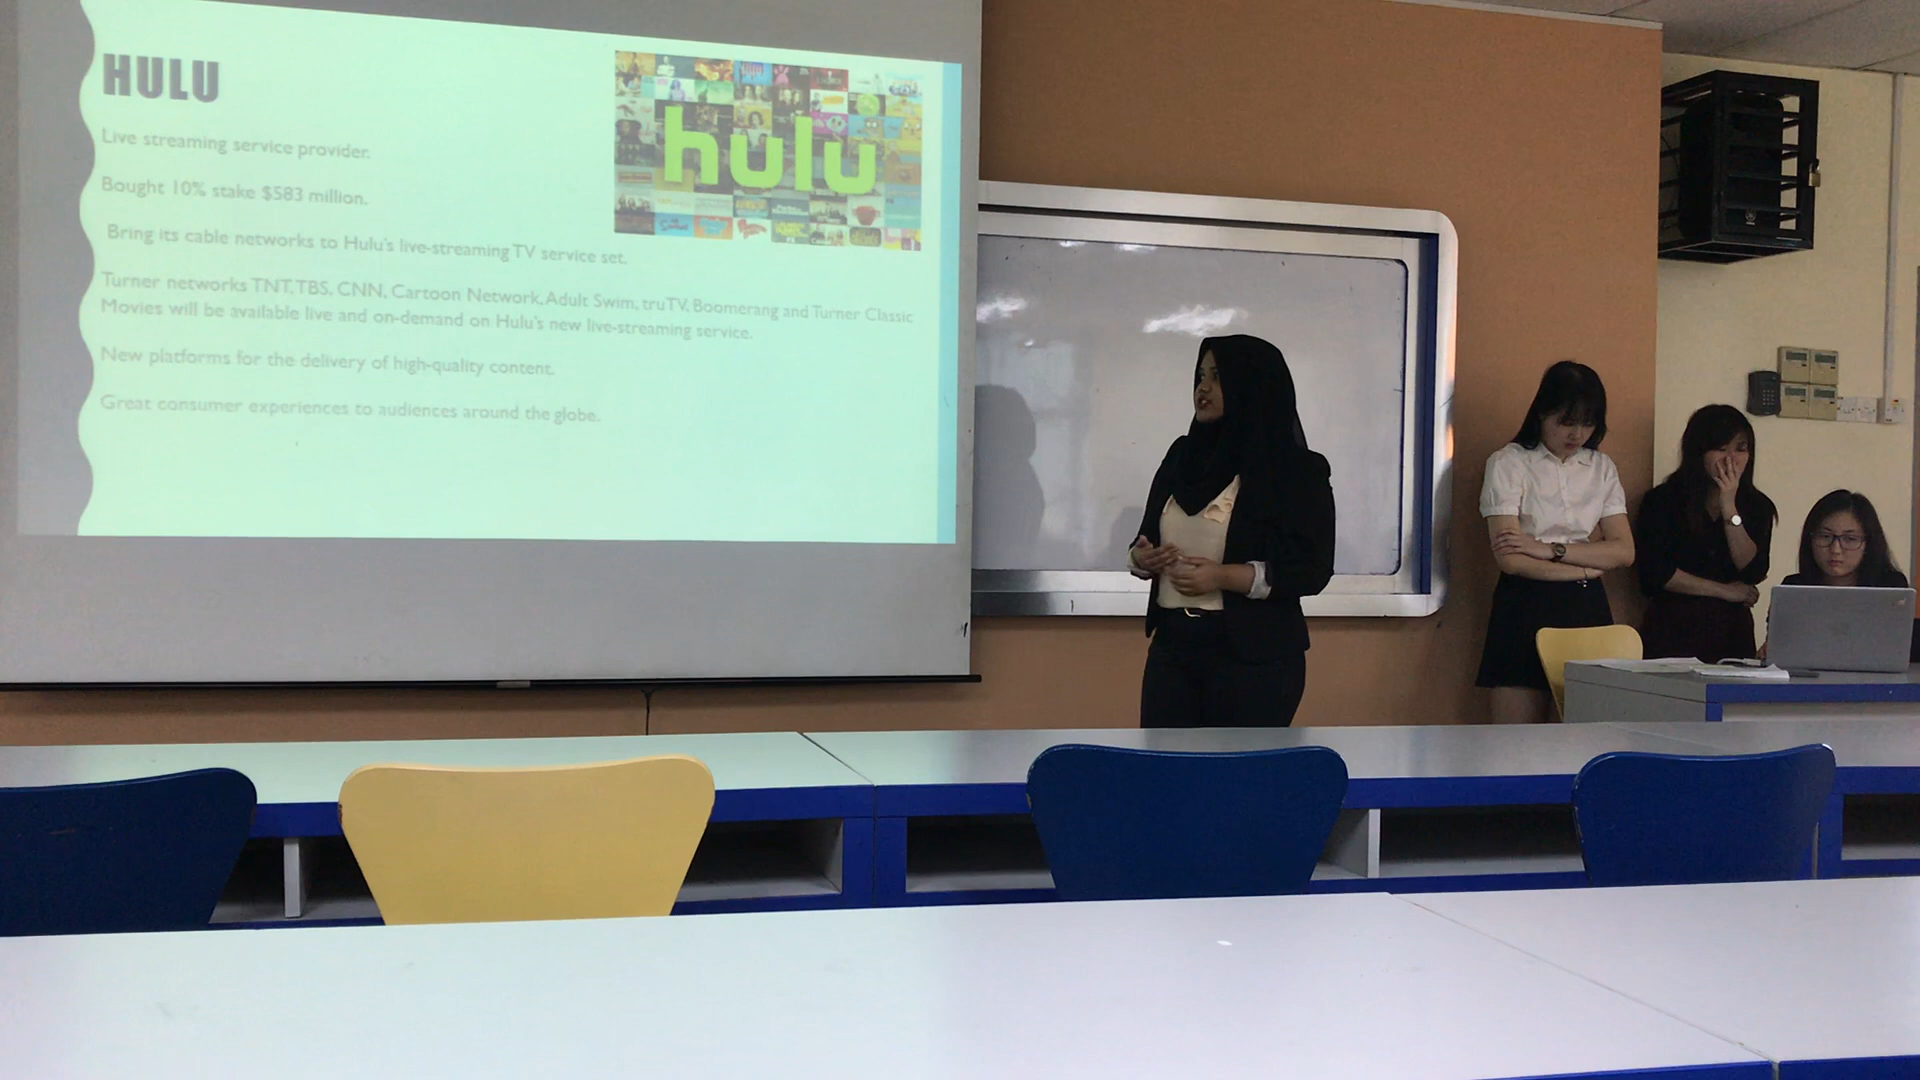 HULU
hulu
Live streaming service provider.
Bought 10% stake $583 million.
Bring its cable networks to Hulu's live-streaming TV service set.
Turner networks TNT, TBS. CNN, Cartoon Network, Adult Swim, truTV, Boomerang and Turner Classic
Movies will be available live and on-demand on Hulu's new live-streaming service.
New platforms for the delivery of high-quality content.
Great consumer experiences to audiences around the globe.